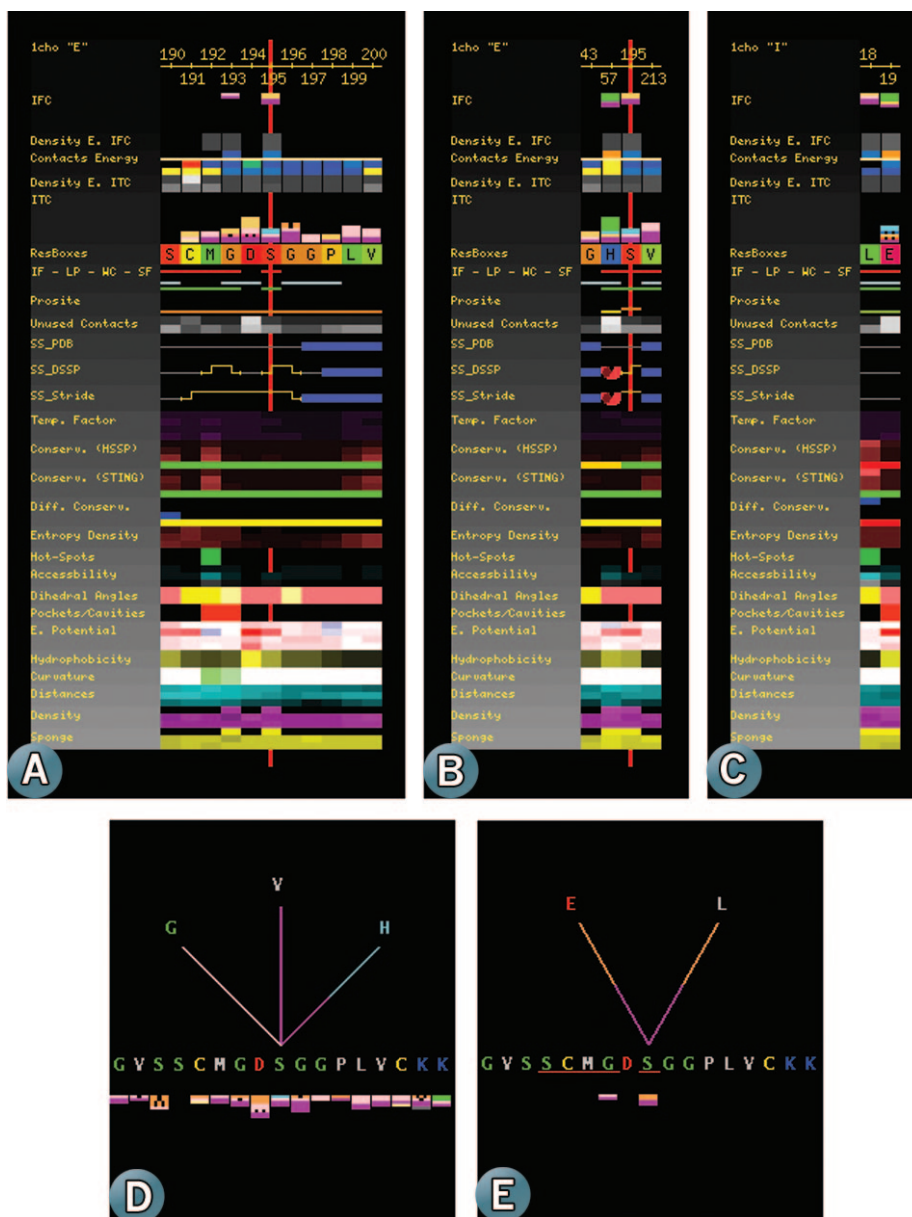 1cho "E"
190 192 194 196 198 200
191 193 195 197 199
IFC
Density E. IFC
Contacts Energy
Density E. ITC
ITC
ResBoxes S C M G D S G G P L V
IF - LP - WC - SF
Prosite
Unused Contacts
SS_PDB
SS_DSSP
SS_Stride
Temp. Factor
Conserv. (HSSP)
Conserv. (STING)
Diff. Conserv.
Entropy Density
Hot-Spots
Accessbility
Dihedral Angles
Pockets/Cavities
E. Potential
Hydrophobicity
Curvature
Distances
Density
Sponge
A
1cho "E"
43 195
57 213
IFC
Density E. IFC
Contacts Energy
Density E. ITC
ITC
ResBoxes G H S V
IF - LP - WC - SF
Prosite
Unused Contacts
SS_PDB
SS_DSSP
SS_Stride
Temp. Factor
Conserv. (HSSP)
Conserv. (STING)
Diff. Conserv.
Entropy Density
Hot-Spots
Accessbility
Dihedral Angles
Pockets/Cavities
E. Potential
Hydrophobicity
Curvature
Distances
Density
Sponge
B
1cho "I"
18
19
IFC
Density E. IFC
Contacts Energy
Density E. ITC
ITC
ResBoxes L E
IF - LP - WC - SF
Prosite
Unused Contacts
SS_PDB
SS_DSSP
SS_Stride
Temp. Factor
Conserv. (HSSP)
Conserv. (STING)
Diff. Conserv.
Entropy Density
Hot-Spots
Accessbility
Dihedral Angles
Pockets/Cavities
E. Potential
Hydrophobicity
Curvature
Distances
Density
Sponge
C
V
G H
G V S S C M G D S G G P L V C K K
D
E L
G V S S S C M G D S G G P L V C K K
E